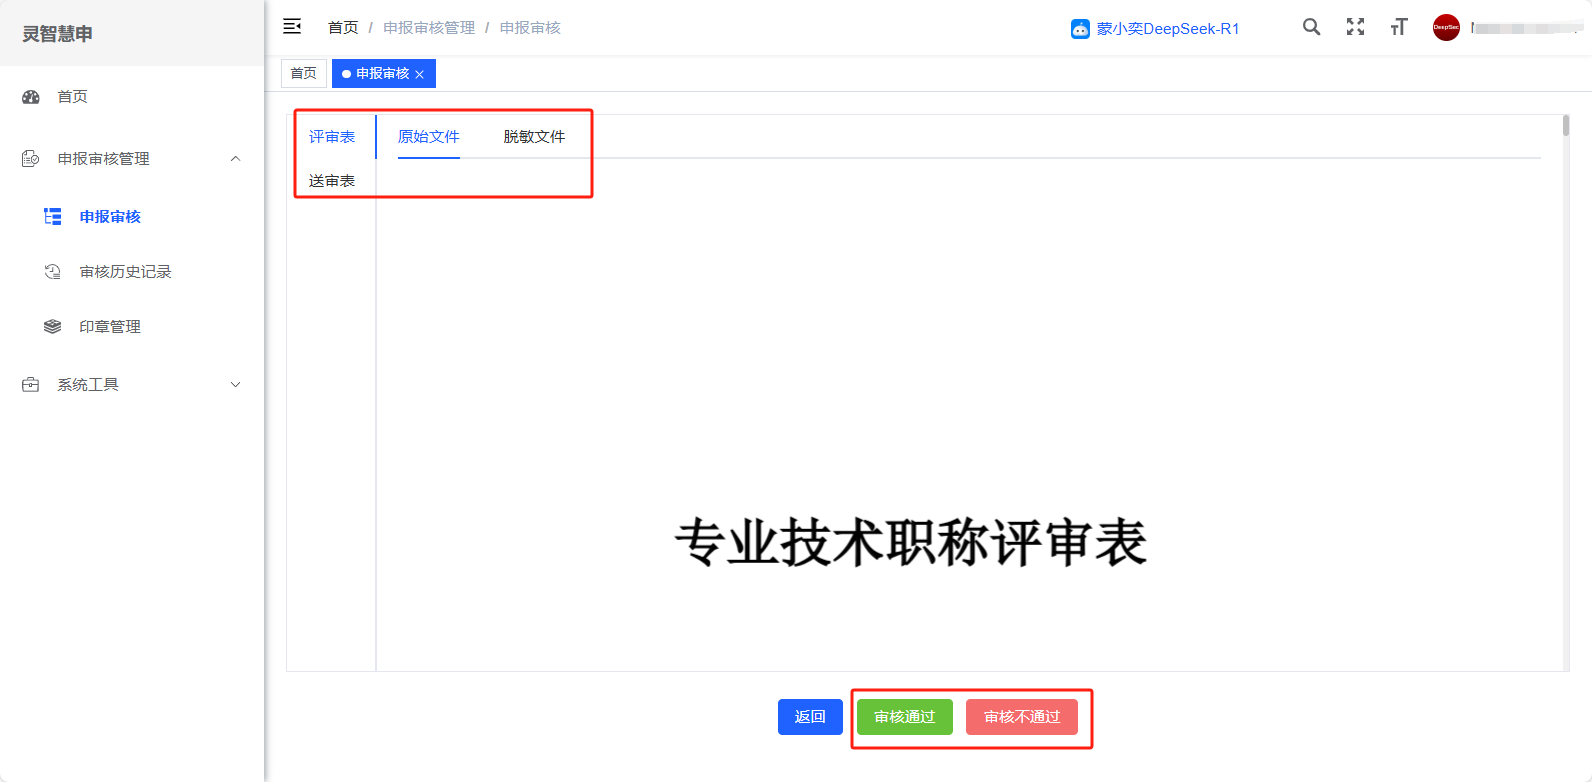 灵智慧申
首页 / 申报审核管理 / 申报审核
蒙小奕DeepSeek-R1
首页
申报审核
首页
申报审核管理
申报审核
审核历史记录
印章管理
系统工具
评审表
送审表
原始文件
脱敏文件
专业技术职称评审表
返回
审核通过
审核不通过